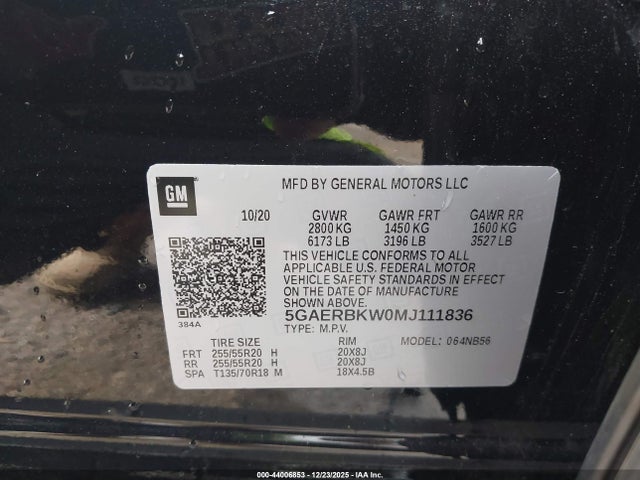 GM
MFD BY GENERAL MOTORS LLC
10/20 GVWR GAWR FRT GAWR RR
2800 KG 1450 KG 1600 KG
6173 LB 3196 LB 3527 LB
THIS VEHICLE CONFORMS TO ALL
APPLICABLE U.S. FEDERAL MOTOR
VEHICLE SAFETY STANDARDS IN EFFECT
ON THE DATE OF MANUFACTURE
SHOWN ABOVE.
384A
5GAERBKW0MJ111836
TYPE: M.P.V. MODEL: 064NB56
TIRE SIZE RIM
FRT 255/55R20 H 20X8J
RR 255/55R20 H 20X8J
SPA T135/70R18 M 18X4.5B
000-44006853 - 12/23/2025 - IAA Inc.